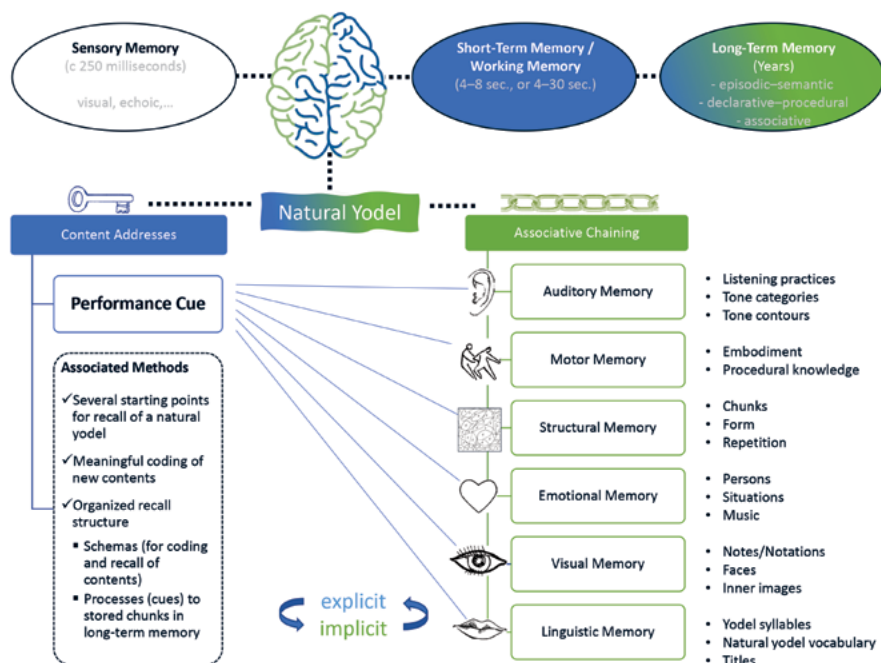 Sensory Memory
(c 250 milliseconds)
visual, echoic,...
Short-Term Memory /
Working Memory
(4–8 sec., or 4–30 sec.)
Long-Term Memory
(Years)
- episodic–semantic
- declarative–procedural
- associative
Natural Yodel
Content Addresses
Performance Cue
Associated Methods
✓Several starting points
for recall of a natural
yodel
✓Meaningful coding of
new contents
✓Organized recall
structure
▪ Schemas (for coding
and recall of
contents)
▪ Processes (cues) to
stored chunks in
long-term memory
explicit
implicit
Associative Chaining
Auditory Memory
• Listening practices
• Tone categories
• Tone contours
Motor Memory
• Embodiment
• Procedural knowledge
Structural Memory
• Chunks
• Form
• Repetition
Emotional Memory
• Persons
• Situations
• Music
Visual Memory
• Notes/Notations
• Faces
• Inner images
Linguistic Memory
• Yodel syllables
• Natural yodel vocabulary
• Titles